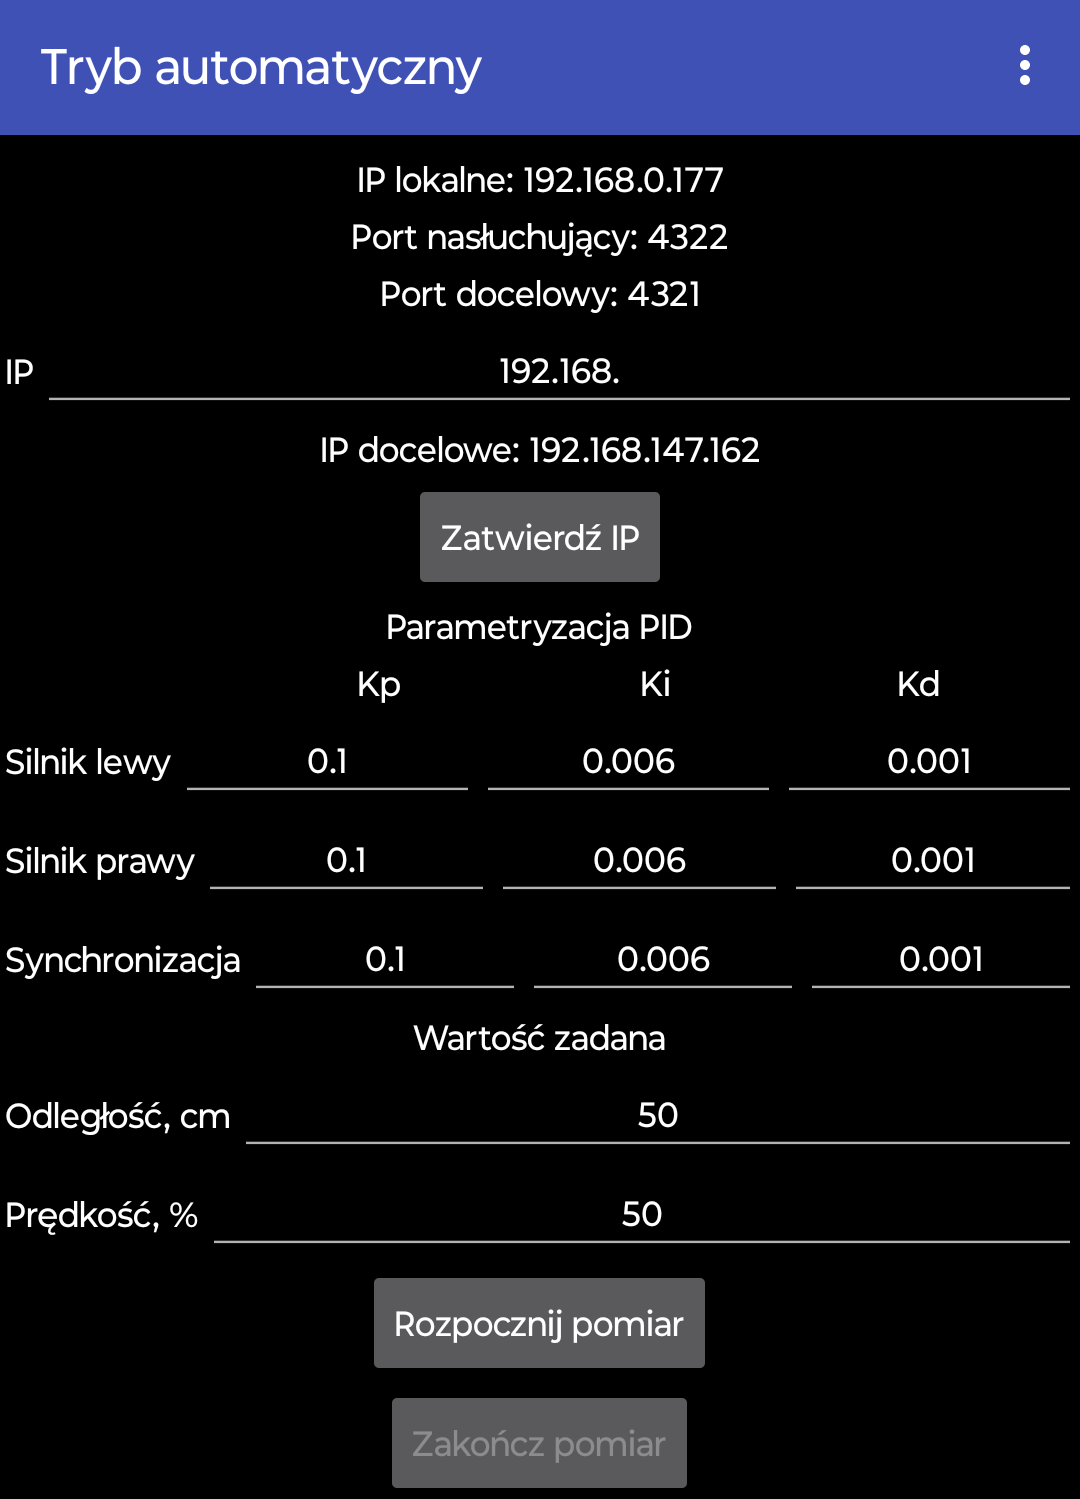 Tryb automatyczny
IP lokalne: 192.168.0.177
Port nasłuchujący: 4322
Port docelowy: 4321
IP 192.168.
IP docelowe: 192.168.147.162
Zatwierdź IP
Parametryzacja PID
Kp Ki Kd
Silnik lewy 0.1 0.006 0.001
Silnik prawy 0.1 0.006 0.001
Synchronizacja 0.1 0.006 0.001
Wartość zadana
Odległość, cm 50
Prędkość, % 50
Rozpocznij pomiar
Zakończ pomiar